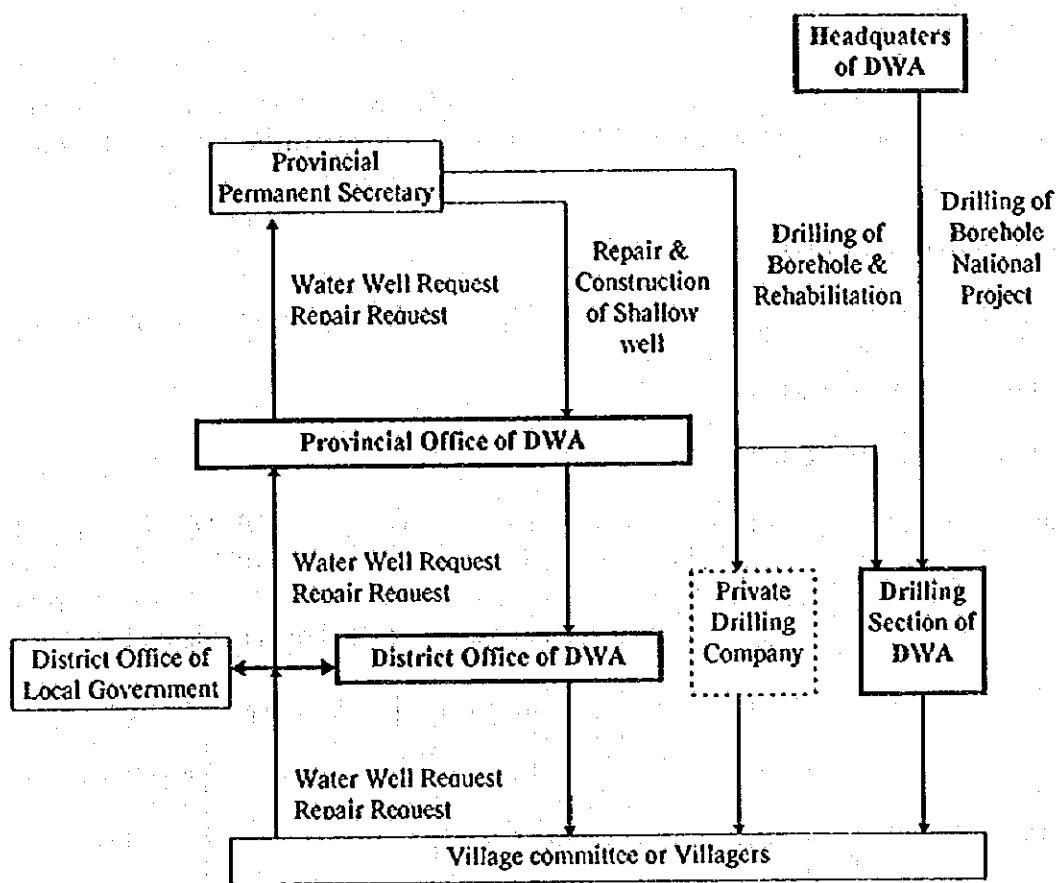 Headquaters
of DWA
Provincial
Permanent Secretary
Water Well Request
Repair Request
Repair &
Construction
of Shallow
well
Drilling of
Borehole &
Rehabilitation
Drilling of
Borehole
National
Project
Provincial Office of DWA
Water Well Request
Repair Request
Private
Drilling
Company
Drilling
Section of
DWA
District Office of
Local Government
District Office of DWA
Water Well Request
Repair Request
Village committee or Villagers